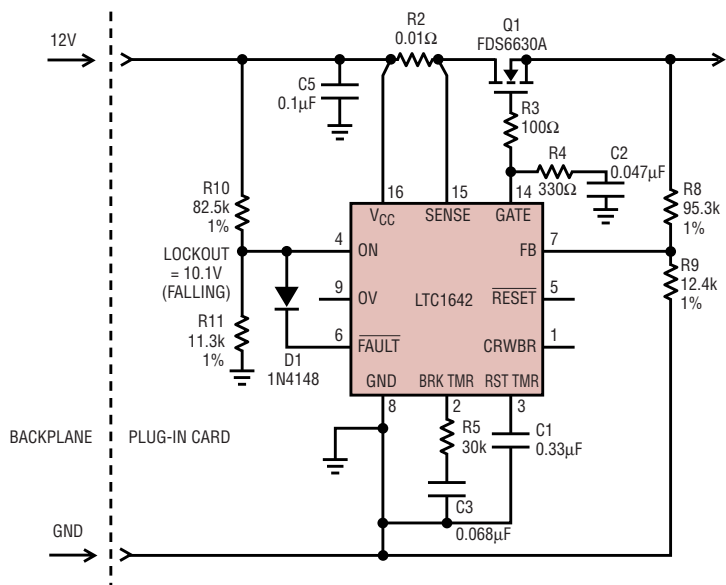 R2
0.01Ω
Q1
FDS6630A
12V
C5
0.1µF
R3
100Ω
R4
330Ω
C2
0.047µF
R10
82.5k
1%
LOCKOUT
= 10.1V
(FALLING)
R11
11.3k
1%
R8
95.3k
1%
R9
12.4k
1%
16
15
14
VCC
SENSE
GATE
4
ON
FB
7
9
OV
LTC1642
RESET
5
6
FAULT
CRWBR
1
D1
1N4148
GND
BRK TMR
RST TMR
8
2
3
R5
30k
C1
0.33µF
C3
0.068µF
BACKPLANE
PLUG-IN CARD
GND